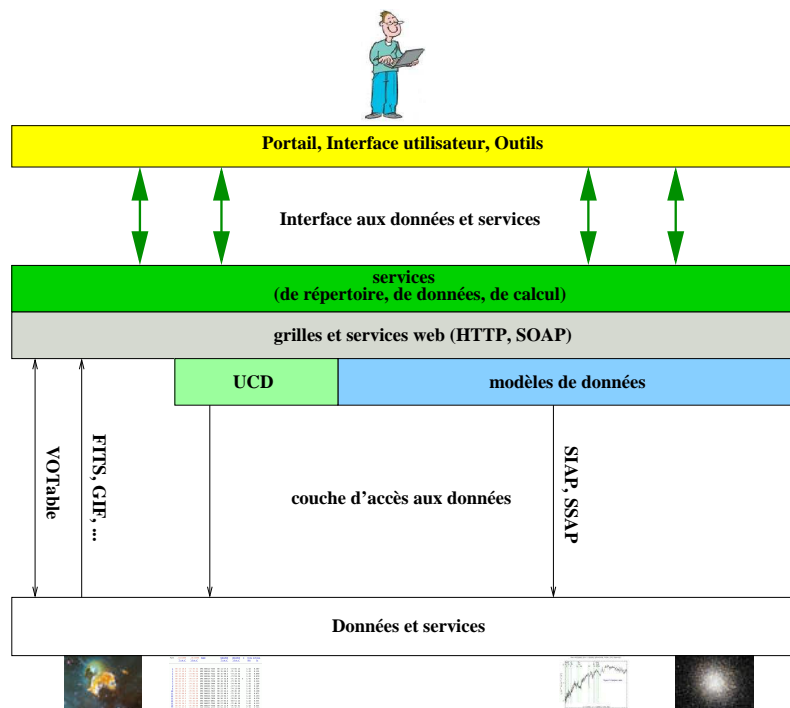 Portail, Interface utilisateur, Outils
Interface aux données et services
services
(de répertoire, de données, de calcul)
grilles et services web (HTTP, SOAP)
UCD
modèles de données
VOTable
FITS, GIF, ...
couche d'accès aux données
SIAP, SSAP
Données et services